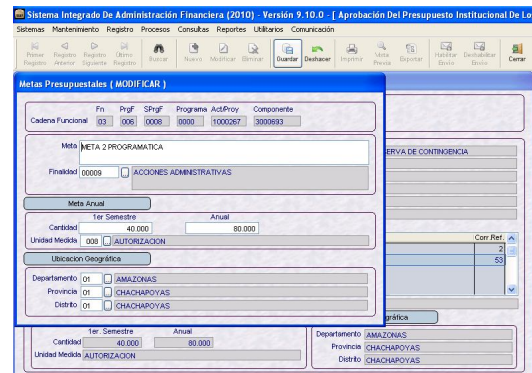 Sistema Integrado De Administración Financiera (2010) - Versión 9.10.0 - [ Aprobación Del Presupuesto Institucional De Lo
Sistemas Mantenimiento Registro Procesos Consultas Reportes Utilitarios Comunicación
Primer Registro Registro Anterior Registro Siguiente Último Registro Buscar Nuevo Modificar Eliminar Guardar Deshacer Imprimir Vista Previa Exportar Habilitar Envío Deshabilitar Envío Cerrar
Metas Presupuestales ( MODIFICAR )
Fn PrgF SPrgF Programa Act/Proy Componente
Cadena Funcional 03 006 0008 0000 1000267 3000693
Meta META 2 PROGRAMATICA
ERVA DE CONTINGENCIA
Finalidad 00009 ACCIONES ADMINISTRATIVAS
Meta Anual
1er Semestre Anual
Cantidad 40.000 80.000
Unidad Medida 008 AUTORIZACION
Corr.Ref.
2
53
Ubicacion Geográfica
Departamento 01 AMAZONAS
Provincia 01 CHACHAPOYAS
Distrito 01 CHACHAPOYAS
gráfica
1er. Semestre Anual
Cantidad 40.000 80.000
Unidad Medida AUTORIZACION
Departamento AMAZONAS
Provincia CHACHAPOYAS
Distrito CHACHAPOYAS